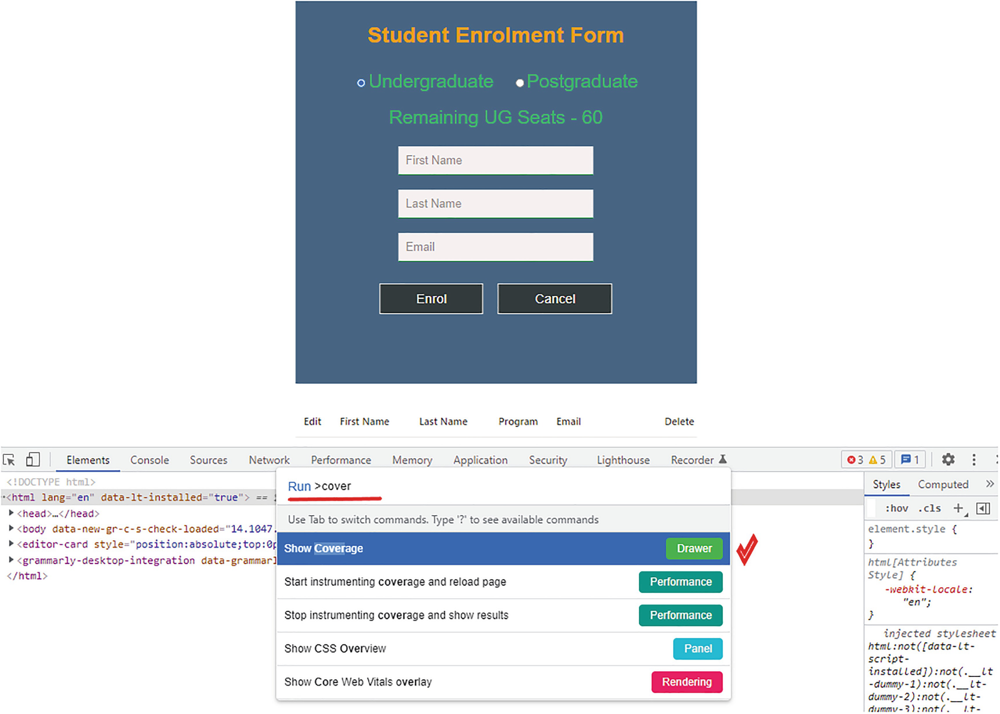 Student Enrolment Form
Undergraduate Postgraduate
Remaining UG Seats - 60
First Name
Last Name
Email
Enrol Cancel
Edit First Name Last Name Program Email Delete
Elements Console Sources Network Performance Memory Application Security Lighthouse Recorder 3 5 1
<!DOCTYPE html>
<html lang="en" data-lt-installed="true"> ==
<head>…</head>
<body data-new-gr-c-s-check-loaded="14.1047.
<editor-card style="position:absolute;top:0p
<grammarly-desktop-integration data-grammarl
</html>
Run >cover
Use Tab to switch commands. Type '?' to see available commands
Show Coverage Drawer
Start instrumenting coverage and reload page Performance
Stop instrumenting coverage and show results Performance
Show CSS Overview Panel
Show Core Web Vitals overlay Rendering
Styles Computed »
:hov .cls +
element.style {
}
html[Attributes
Style] {
-webkit-locale:
"en";
}
injected stylesheet
html:not([data-lt-
script-
installed]):not(.__lt
-dummy-1):not(.__lt-
dummy-2):not(.__lt-
dummy-3):not(.__lt-